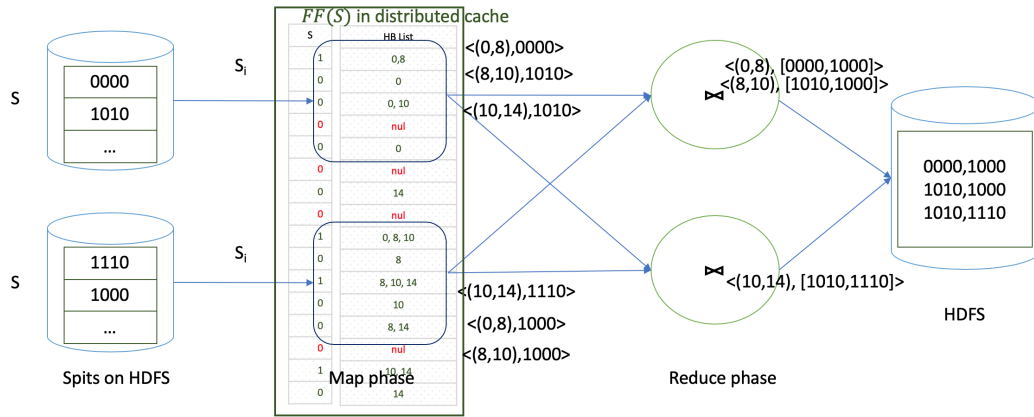 FF(S) in distributed cache
S
HB List
1 0,8
0 0
0 0, 10
0 nul
0 0
0 nul
0 14
0 nul
1 0, 8, 10
0 8
1 8, 10, 14
0 10
0 8, 14
0 nul
1 10, 14
0 14
S
0000
1010
...
Sᵢ
S
1110
1000
...
Sᵢ
Spits on HDFS
Map phase
<(0,8),0000>
<(8,10),1010>
<(10,14),1010>
<(10,14),1110>
<(0,8),1000>
<(8,10),1000>
⋈
<(0,8), [0000,1000]>
<(8,10), [1010,1000]>
⋈
<(10,14), [1010,1110]>
Reduce phase
0000,1000
1010,1000
1010,1110
HDFS